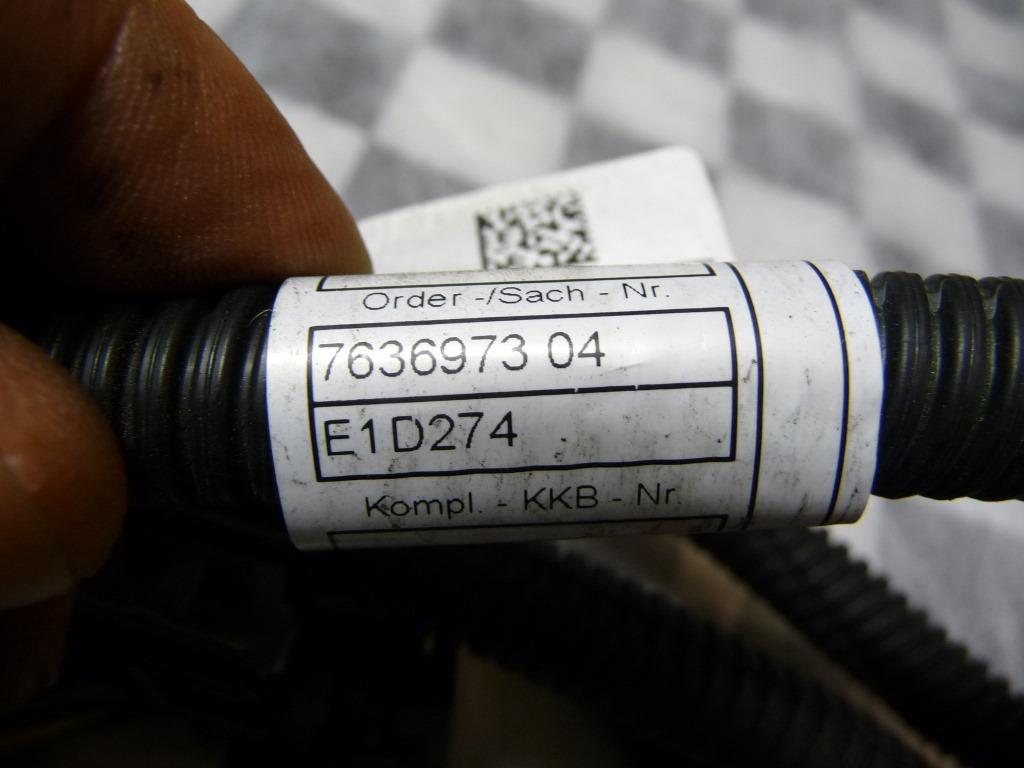 Order -/Sach - Nr.
7636973 04
E1D274
Kompl. - KKB - Nr.